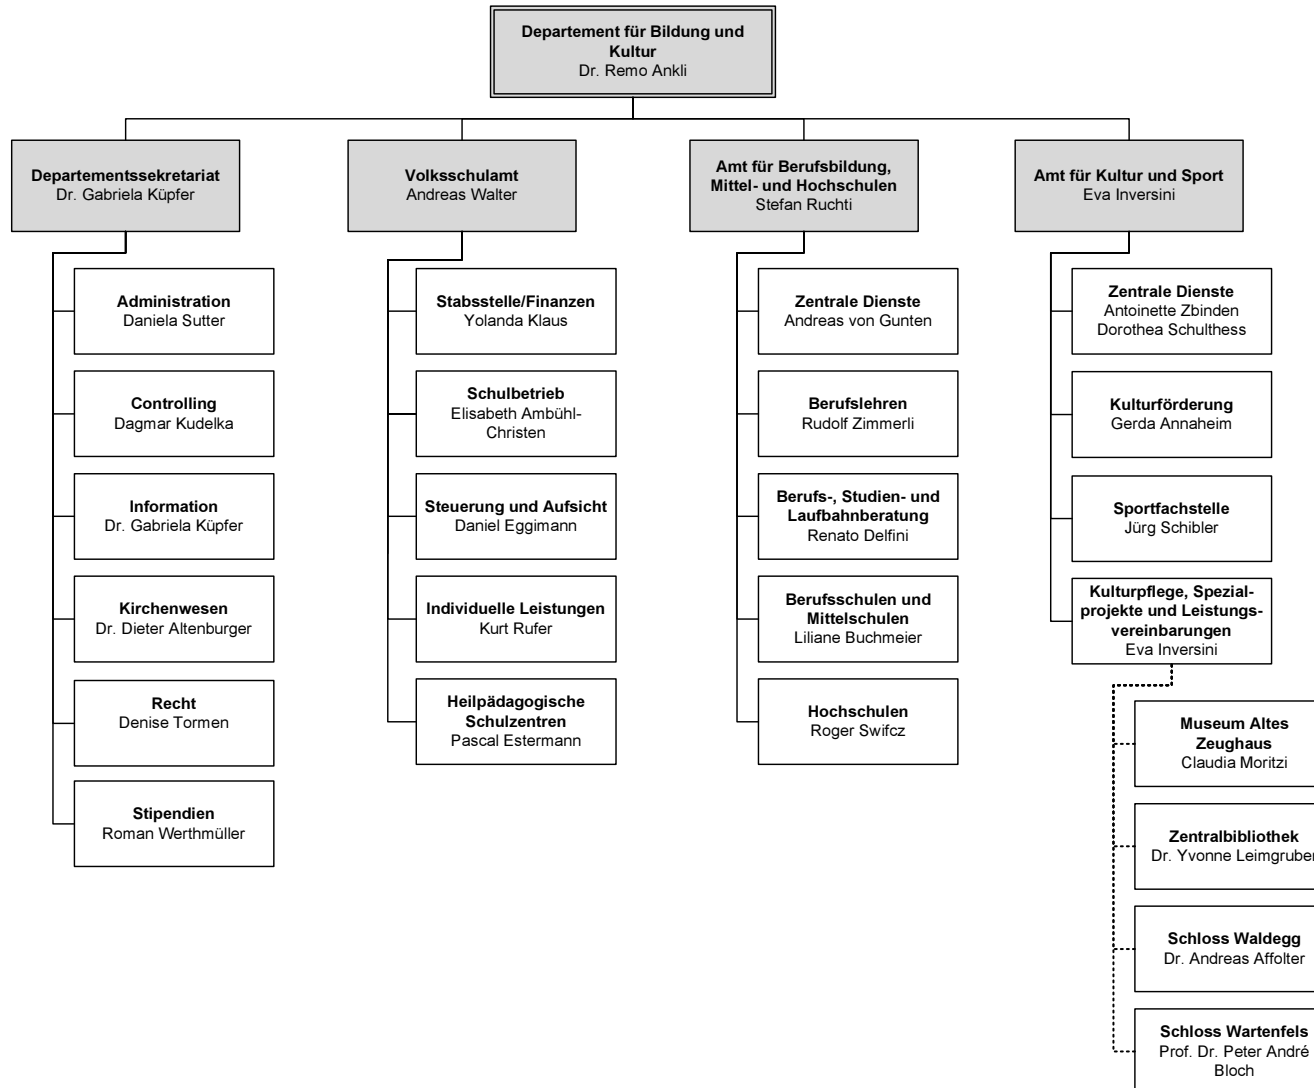 Departement für Bildung und
Kultur
Dr. Remo Ankli
Departementssekretariat
Dr. Gabriela Küpfer
Volksschulamt
Andreas Walter
Amt für Berufsbildung,
Mittel- und Hochschulen
Stefan Ruchti
Amt für Kultur und Sport
Eva Inversini
Administration
Daniela Sutter
Controlling
Dagmar Kudelka
Information
Dr. Gabriela Küpfer
Kirchenwesen
Dr. Dieter Altenburger
Recht
Denise Tormen
Stipendien
Roman Werthmüller
Stabsstelle/Finanzen
Yolanda Klaus
Schulbetrieb
Elisabeth Ambühl-
Christen
Steuerung und Aufsicht
Daniel Eggimann
Individuelle Leistungen
Kurt Rufer
Heilpädagogische
Schulzentren
Pascal Estermann
Zentrale Dienste
Andreas von Gunten
Berufslehren
Rudolf Zimmerli
Berufs-, Studien- und
Laufbahnberatung
Renato Delfini
Berufsschulen und
Mittelschulen
Liliane Buchmeier
Hochschulen
Roger Swifcz
Zentrale Dienste
Antoinette Zbinden
Dorothea Schulthess
Kulturförderung
Gerda Annaheim
Sportfachstelle
Jürg Schibler
Kulturpflege, Spezial-
projekte und Leistungs-
vereinbarungen
Eva Inversini
Museum Altes
Zeughaus
Claudia Moritzi
Zentralbibliothek
Dr. Yvonne Leimgruber
Schloss Waldegg
Dr. Andreas Affolter
Schloss Wartenfels
Prof. Dr. Peter André
Bloch